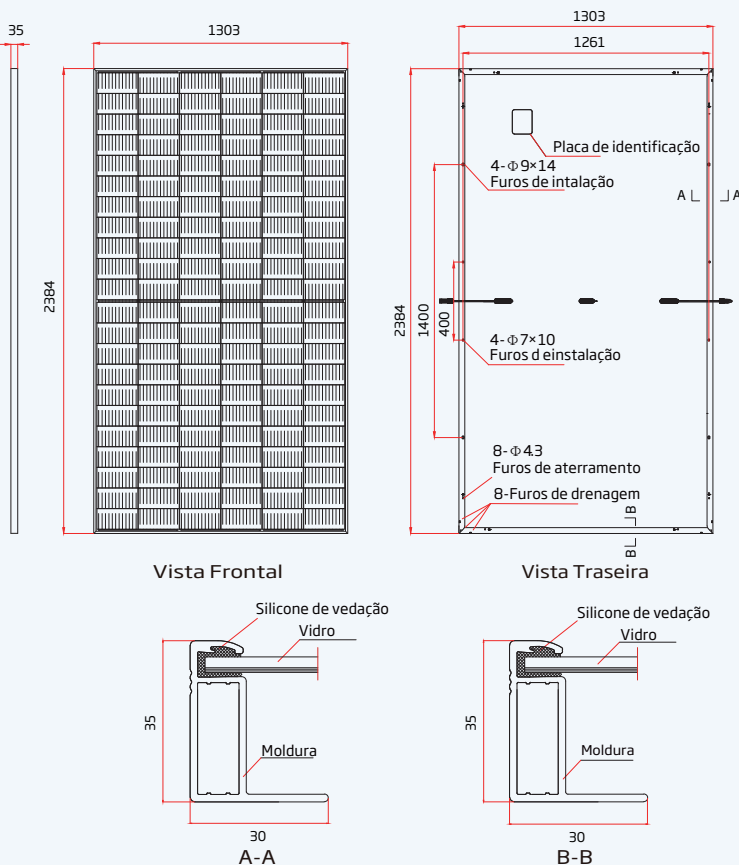 35
1303
2384
Vista Frontal
1303
1261
Placa de identificação
4-Φ9×14
Furos de intalação
A
A
2384
1400
400
4-Φ7×10
Furos d einstalação
8-Φ4.3
Furos de aterramento
8-Furos de drenagem
B
B
Vista Traseira
Silicone de vedação
Vidro
35
Moldura
30
A-A
Silicone de vedação
Vidro
35
Moldura
30
B-B